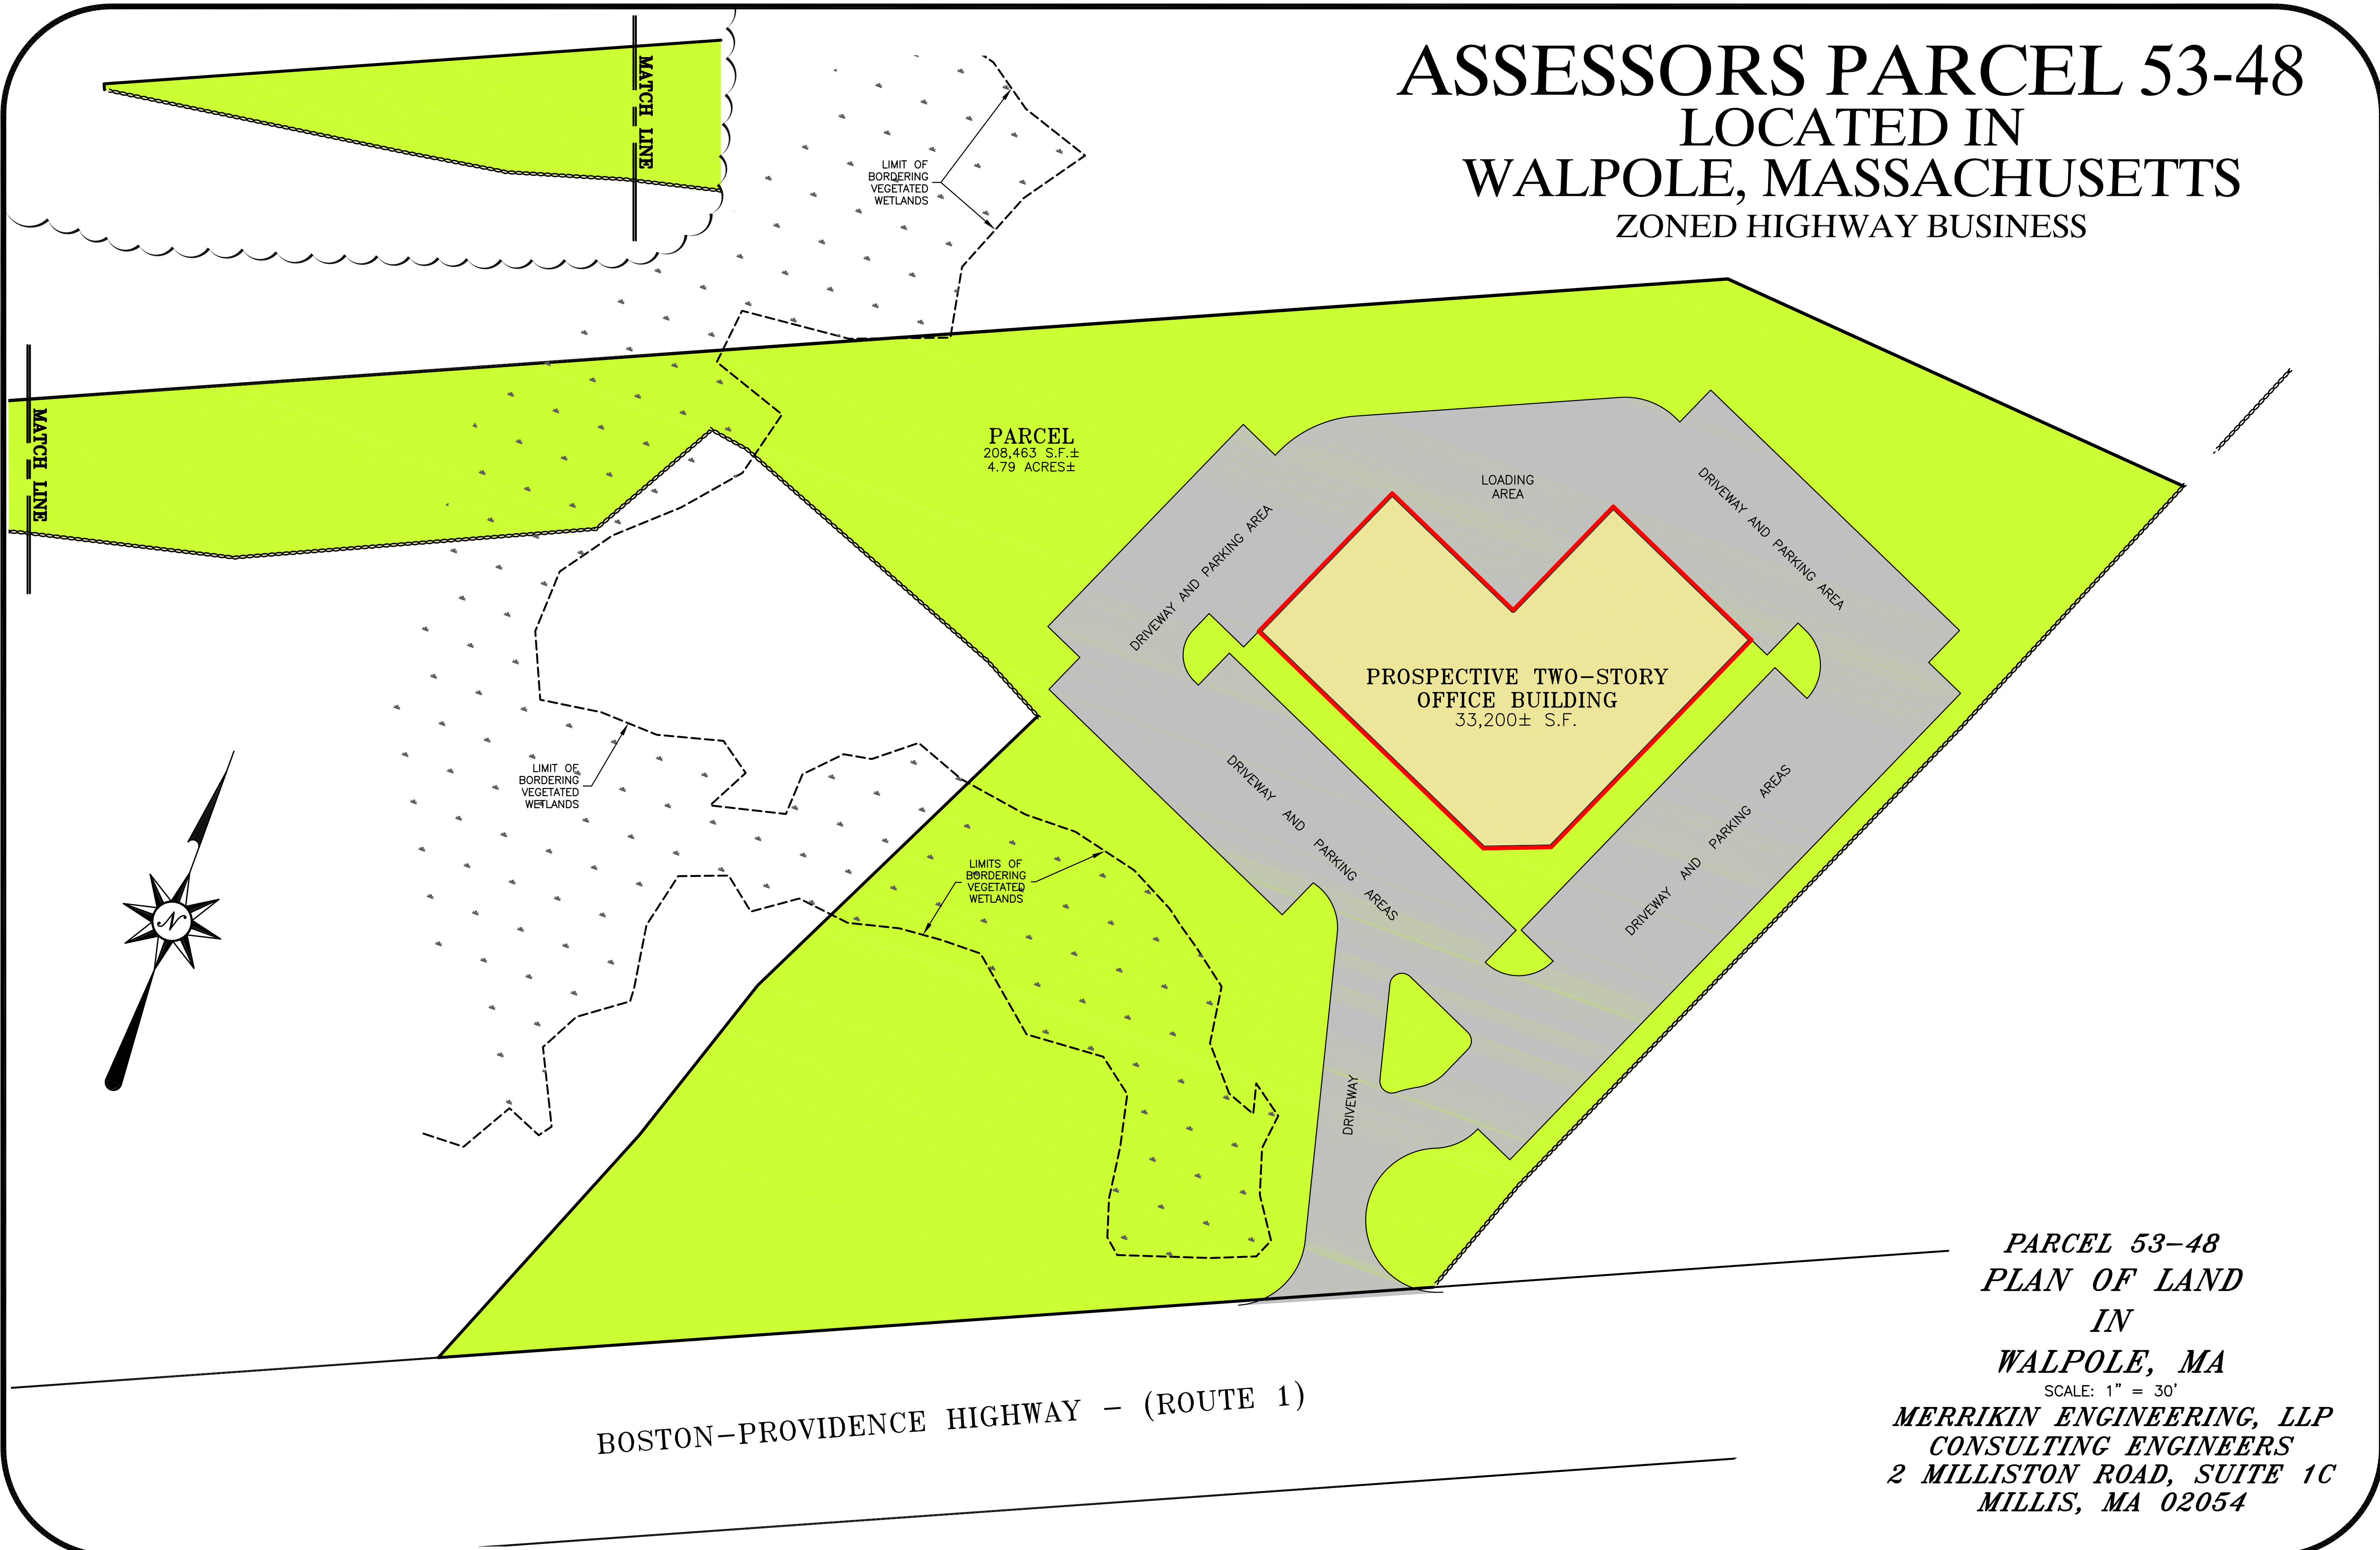 ASSESSORS PARCEL 53-48
LOCATED IN
WALPOLE, MASSACHUSETTS
ZONED HIGHWAY BUSINESS
MATCH LINE
LIMIT OF
BORDERING
VEGETATED
WETLANDS
MATCH LINE
PARCEL
208,463 S.F.±
4.79 ACRES±
LOADING
AREA
DRIVEWAY AND PARKING AREA
DRIVEWAY AND PARKING AREA
PROSPECTIVE TWO-STORY
OFFICE BUILDING
33,200± S.F.
LIMIT OF
BORDERING
VEGETATED
WETLANDS
DRIVEWAY AND PARKING AREAS
DRIVEWAY AND PARKING AREAS
LIMITS OF
BORDERING
VEGETATED
WETLANDS
N
DRIVEWAY
BOSTON-PROVIDENCE HIGHWAY - (ROUTE 1)
PARCEL 53-48
PLAN OF LAND
IN
WALPOLE, MA
SCALE: 1" = 30'
MERRIKIN ENGINEERING, LLP
CONSULTING ENGINEERS
2 MILLISTON ROAD, SUITE 1C
MILLIS, MA 02054